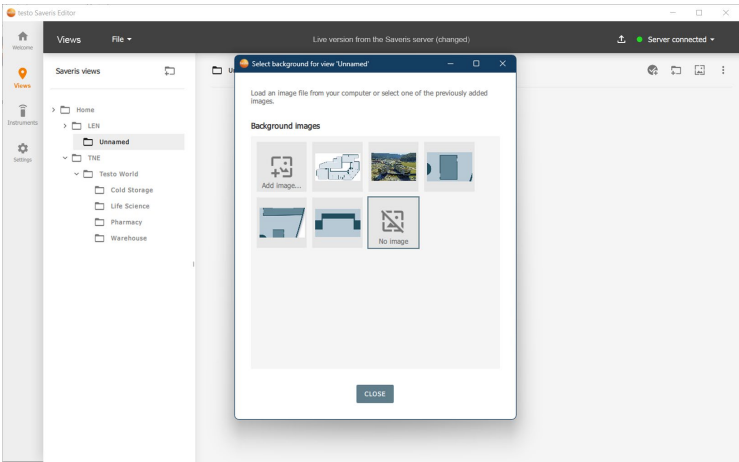 testo Saveris Editor
Welcome
Views
File
Live version from the Saveris server (changed)
Server connected
Views
Instruments
Settings
Saveris views
Home
LEN
Unnamed
TNE
Testo World
Cold Storage
Life Science
Pharmacy
Warehouse
Select background for view 'Unnamed'
Load an image file from your computer or select one of the previously added
images.
Background images
Add image...
No image
CLOSE